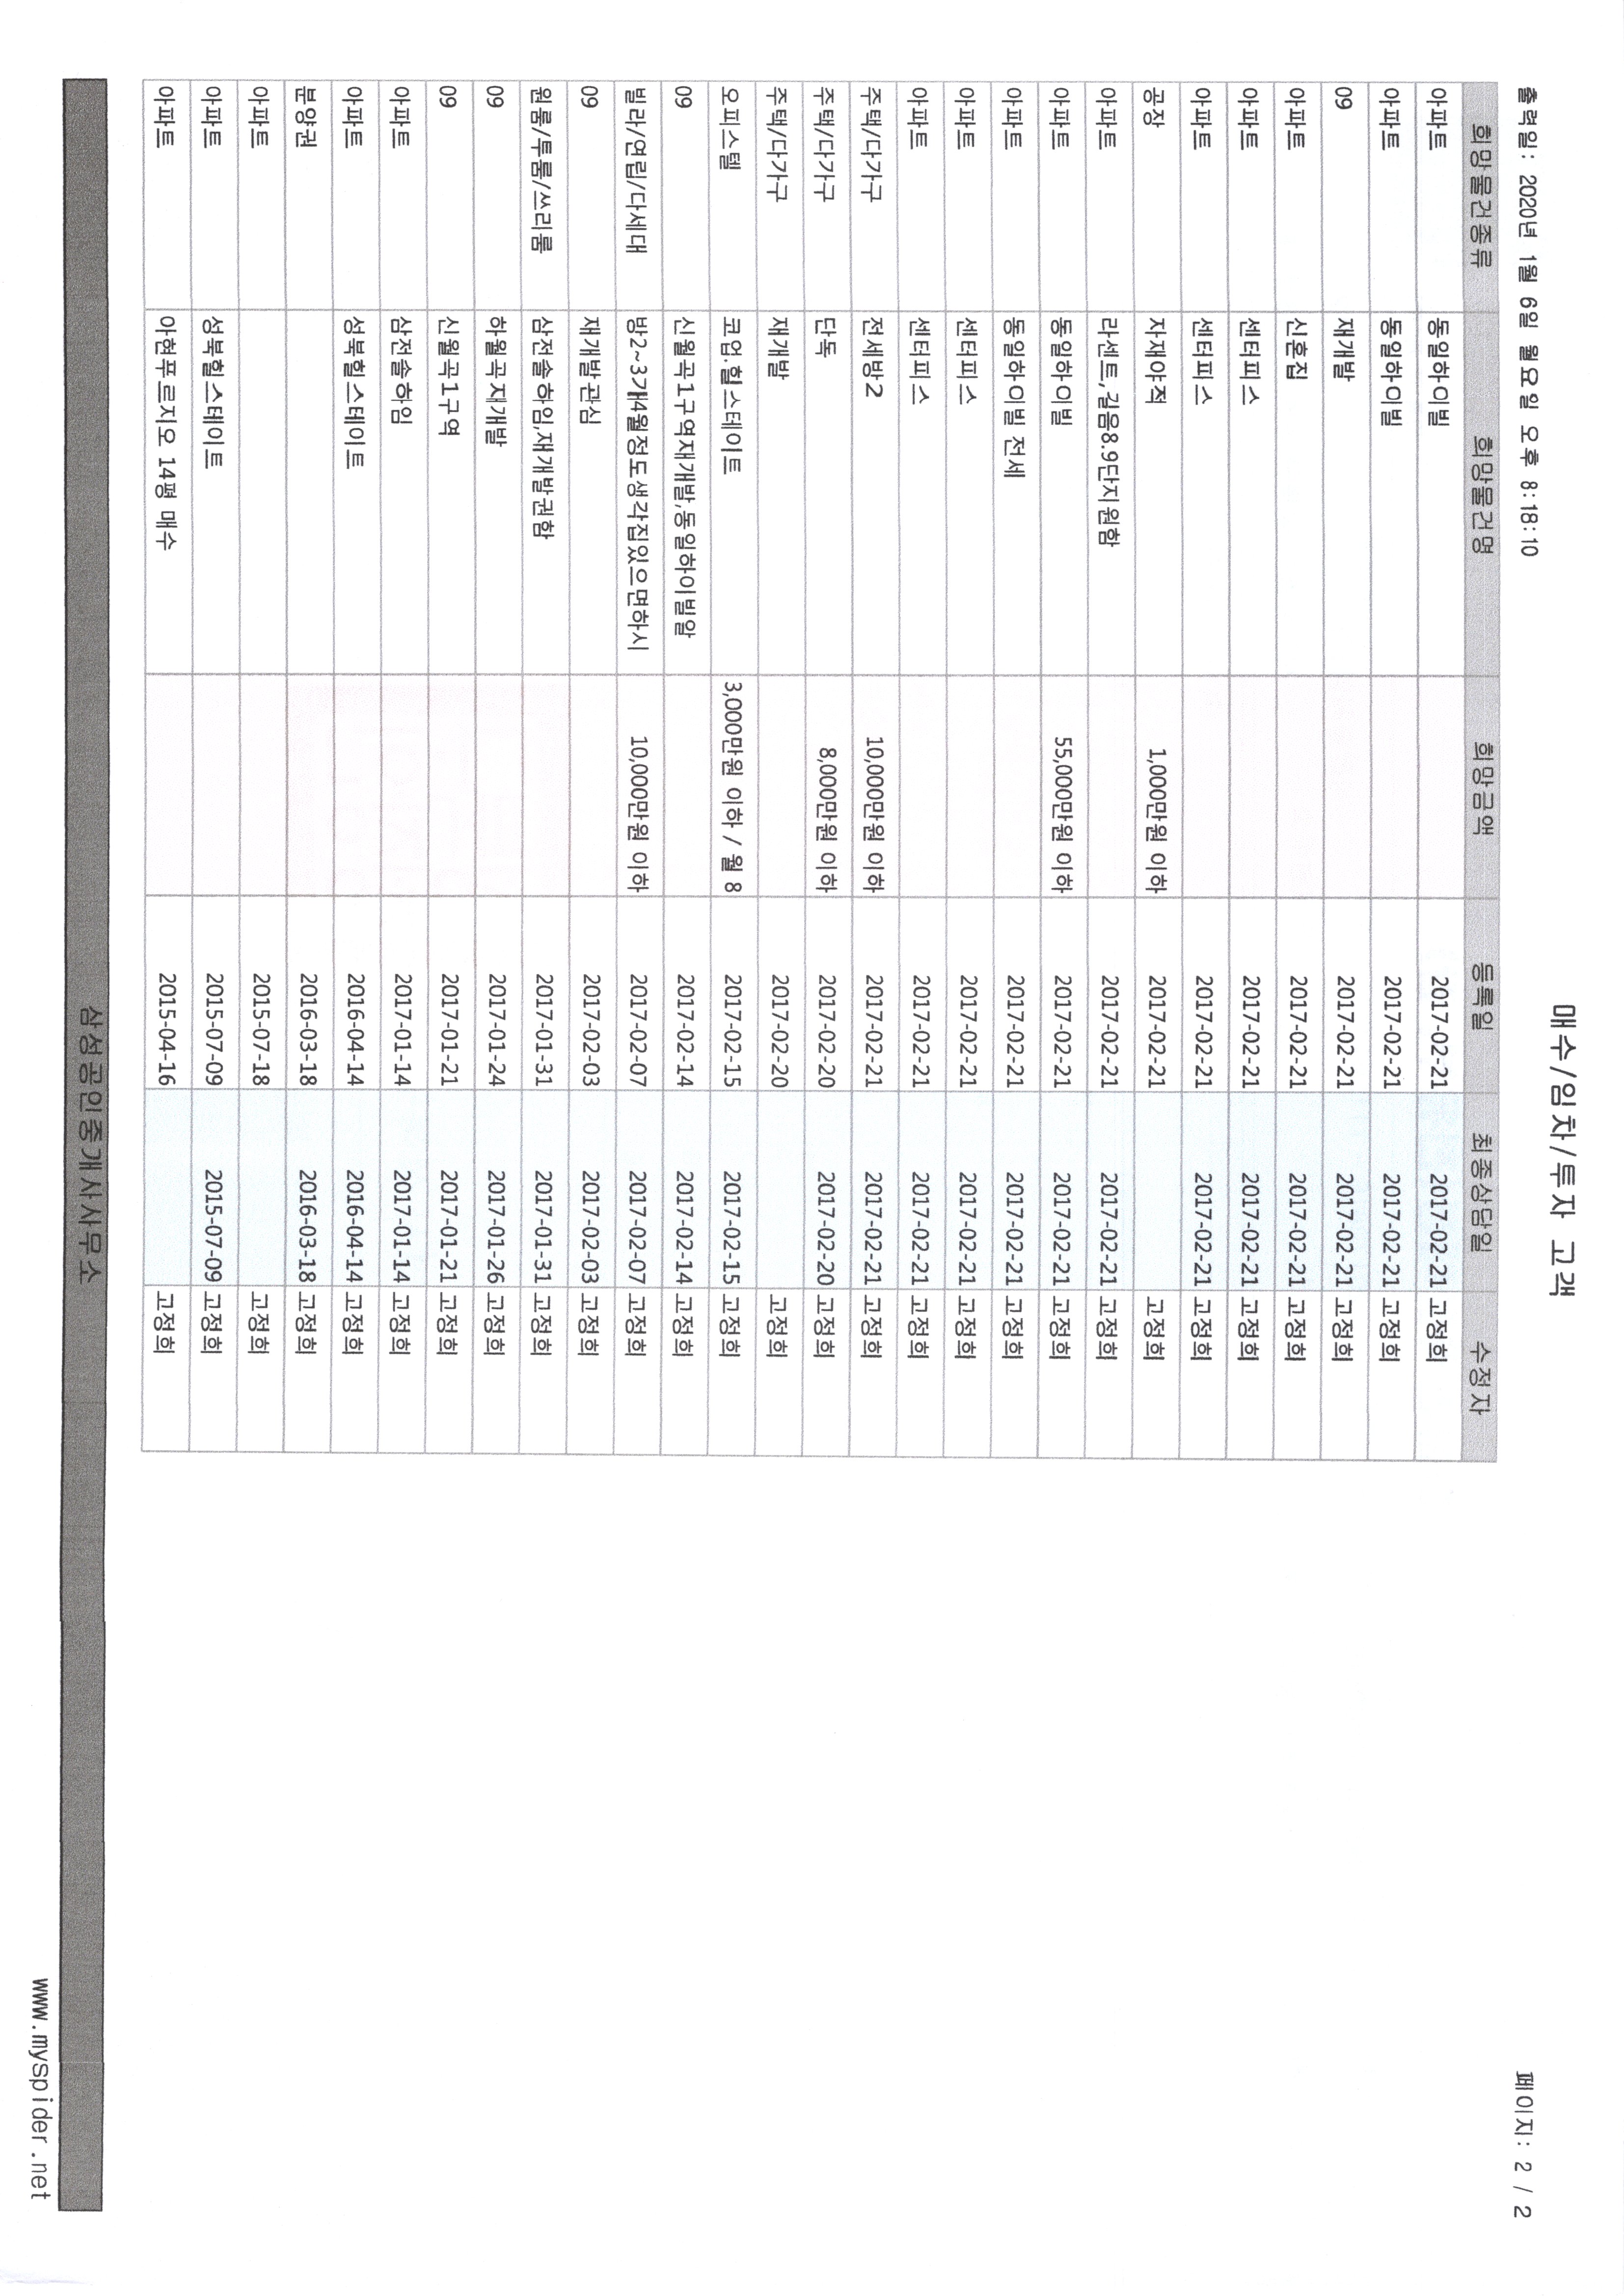 매수/임차/투자 고객
출력일: 2020년 1월 6일 월요일 오후 8:18:10
페이지: 2 / 2
희망물건종류 희망물건명 희망금액 등록일 최종상담일 수정자
아파트 동일하이빌 2017-02-21 2017-02-21 고정희
아파트 동일하이빌 2017-02-21 2017-02-21 고정희
09 재개발 2017-02-21 2017-02-21 고정희
아파트 신혼집 2017-02-21 2017-02-21 고정희
아파트 센터피스 2017-02-21 2017-02-21 고정희
아파트 센터피스 2017-02-21 2017-02-21 고정희
공장 자재야적 1,000만원 이하 2017-02-21 고정희
아파트 라센트,길음8.9단지원함 2017-02-21 2017-02-21 고정희
아파트 동일하이빌 55,000만원 이하 2017-02-21 2017-02-21 고정희
아파트 동일하이빌 전세 2017-02-21 2017-02-21 고정희
아파트 센터피스 2017-02-21 2017-02-21 고정희
아파트 센터피스 2017-02-21 2017-02-21 고정희
주택/다가구 전세방2 10,000만원 이하 2017-02-21 2017-02-21 고정희
주택/다가구 단독 8,000만원 이하 2017-02-20 2017-02-20 고정희
주택/다가구 재개발 2017-02-20 고정희
오피스텔 코업.힐스테이트 3,000만원 이하 / 월 8 2017-02-15 2017-02-15 고정희
09 신월곡1구역재개발,동일하이빌알 2017-02-14 2017-02-14 고정희
빌라/연립/다세대 방2~3개4월정도생각집있으면하시 10,000만원 이하 2017-02-07 2017-02-07 고정희
09 재개발관심 2017-02-03 2017-02-03 고정희
원룸/투룸/쓰리룸 삼전솔하임,재개발권함 2017-01-31 2017-01-31 고정희
09 하월곡재개발 2017-01-24 2017-01-26 고정희
09 신월곡1구역 2017-01-21 2017-01-21 고정희
아파트 삼전솔하임 2017-01-14 2017-01-14 고정희
아파트 성북힐스테이트 2016-04-14 2016-04-14 고정희
분양권 2016-03-18 2016-03-18 고정희
아파트 2015-07-18 고정희
아파트 성북힐스테이트 2015-07-09 2015-07-09 고정희
아파트 아현푸르지오 14평 매수 2015-04-16 고정희
삼성공인중개사사무소
www.myspider.net